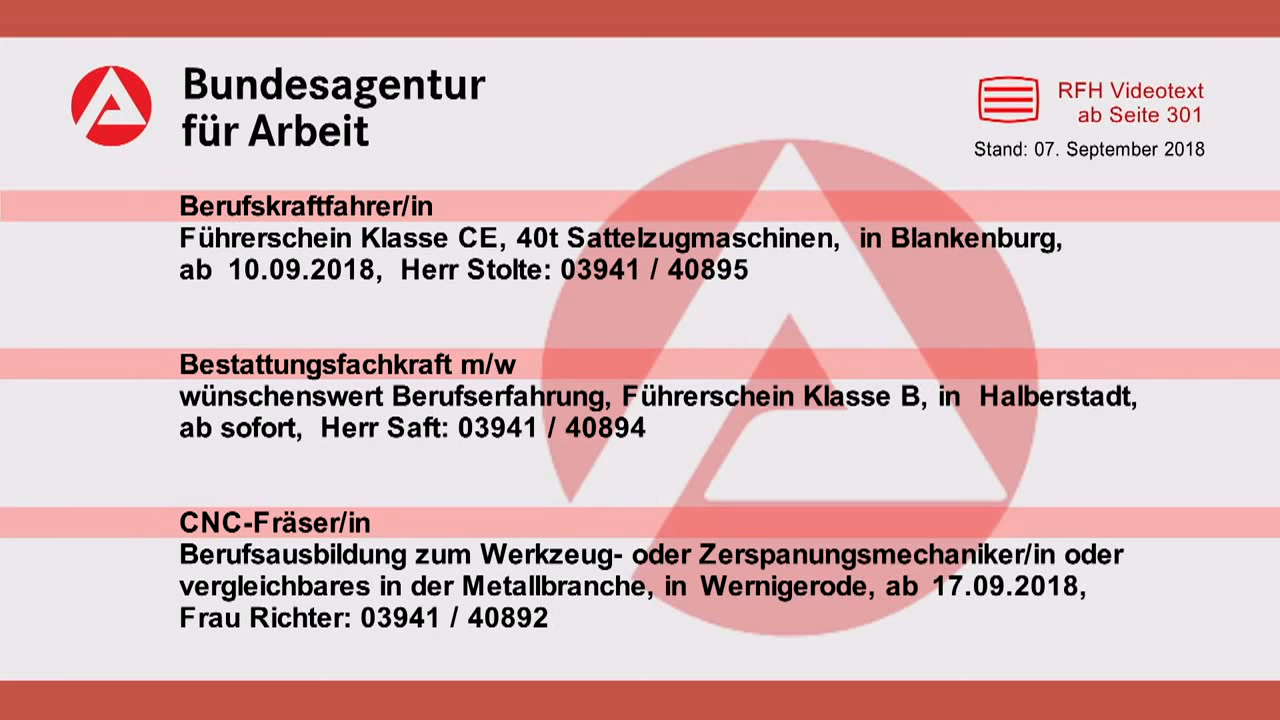 Bundesagentur
für Arbeit
RFH Videotext
ab Seite 301
Stand: 07. September 2018
Berufskraftfahrer/in
Führerschein Klasse CE, 40t Sattelzugmaschinen, in Blankenburg,
ab 10.09.2018, Herr Stolte: 03941 / 40895
Bestattungsfachkraft m/w
wünschenswert Berufserfahrung, Führerschein Klasse B, in Halberstadt,
ab sofort, Herr Saft: 03941 / 40894
CNC-Fräser/in
Berufsausbildung zum Werkzeug- oder Zerspanungsmechaniker/in oder
vergleichbares in der Metallbranche, in Wernigerode, ab 17.09.2018,
Frau Richter: 03941 / 40892